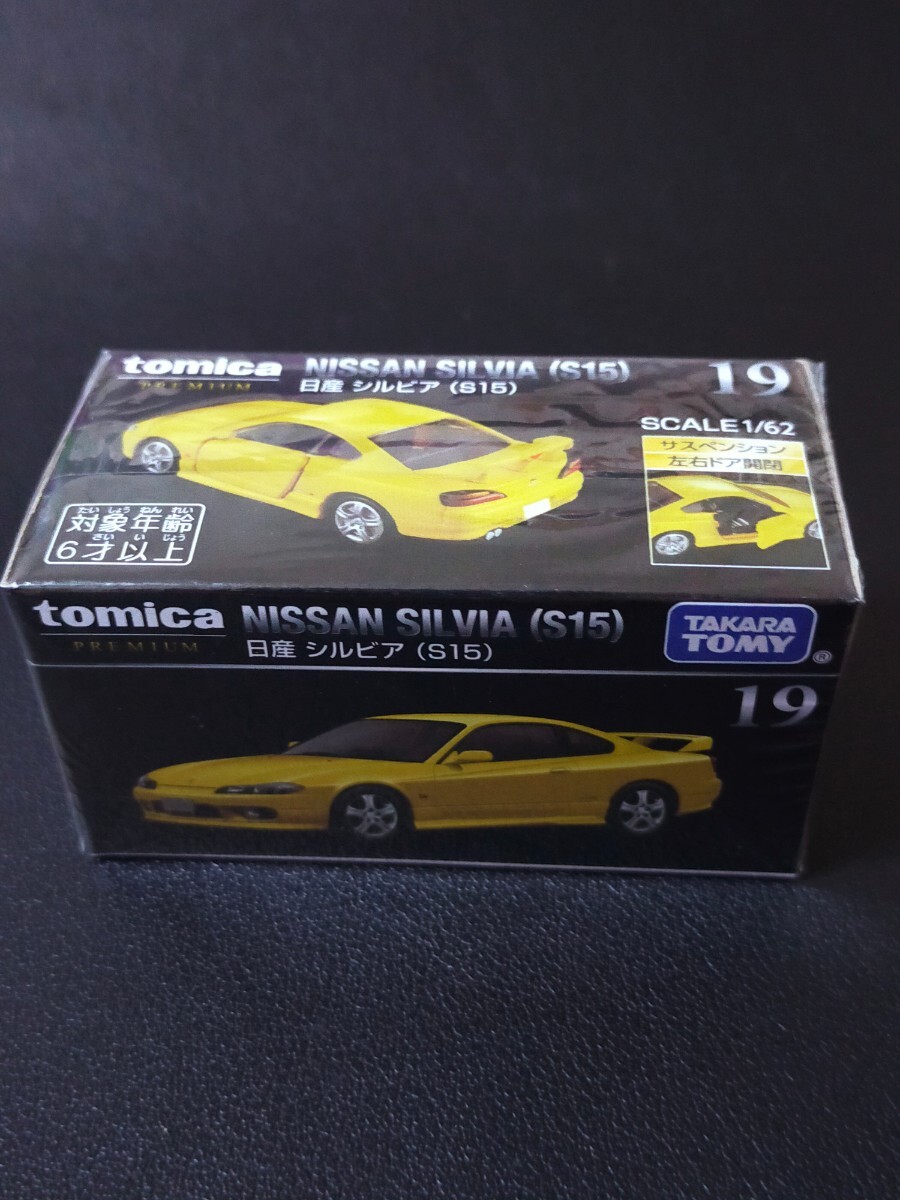 tomica NISSAN SILVIA (S15) 19
PREMIUM 日産 シルビア (S15)
SCALE1/62
サスペンション
左右ドア開閉
たいしょう ねん れい
対象年齢
さい い じょう
6才以上
tomica NISSAN SILVIA (S15)
PREMIUM 日産 シルビア (S15)
TAKARA
TOMY®
19